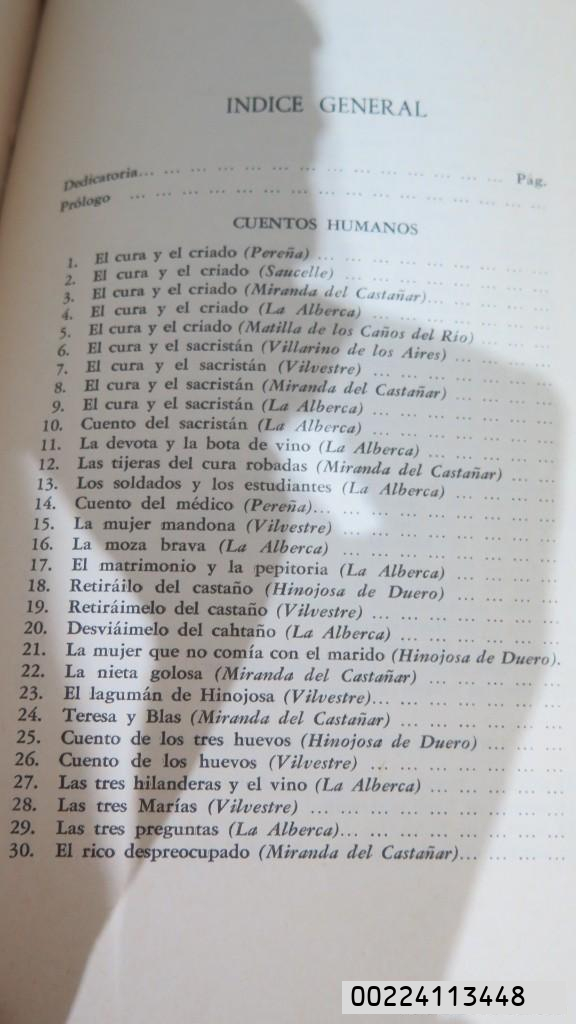 INDICE GENERAL
Pág.
Dedicatoria... ... ... ... ... ... ... ... ... ... ... ... ... ...
Prólogo ... ... ... ... ... ... ... ... ... ... ... ... ... ... ...
CUENTOS HUMANOS
1. El cura y el criado (Pereña) ... ... ... ... ... ... ... ... ...
2. El cura y el criado (Saucelle) ... ... ... ... ... ... ... ...
3. El cura y el criado (Miranda del Castañar)... ... ... ... ...
4. El cura y el criado (La Alberca) ... ... ... ... ... ... ...
5. El cura y el criado (Matilla de los Caños del Río) ... ... ...
6. El cura y el sacristán (Villarino de los Aires) ... ... ... ...
7. El cura y el sacristán (Vilvestre) ... ... ... ... ... ... ...
8. El cura y el sacristán (Miranda del Castañar) ... ... ... ...
9. El cura y el sacristán (La Alberca) ... ... ... ... ... ... ...
10. Cuento del sacristán (La Alberca) ... ... ... ... ... ... ...
11. La devota y la bota de vino (La Alberca) ... ... ... ... ...
12. Las tijeras del cura robadas (Miranda del Castañar) ... ...
13. Los soldados y los estudiantes (La Alberca) ... ... ... ...
14. Cuento del médico (Pereña)... ... ... ... ... ... ... ... ...
15. La mujer mandona (Vilvestre) ... ... ... ... ... ... ... ...
16. La moza brava (La Alberca) ... ... ... ... ... ... ... ...
17. El matrimonio y la pepitoria (La Alberca) ... ... ... ...
18. Retiráilo del castaño (Hinojosa de Duero) ... ... ... ...
19. Retiráimelo del castaño (Vilvestre) ... ... ... ... ... ... ...
20. Desviáimelo del cahtaño (La Alberca) ... ... ... ... ... ...
21. La mujer que no comía con el marido (Hinojosa de Duero).
22. La nieta golosa (Miranda del Castañar) ... ... ... ... ...
23. El lagumán de Hinojosa (Vilvestre)... ... ... ... ... ... ...
24. Teresa y Blas (Miranda del Castañar) ... ... ... ... ... ...
25. Cuento de los tres huevos (Hinojosa de Duero) ... ... ...
26. Cuento de los huevos (Vilvestre) ... ... ... ... ... ... ...
27. Las tres hilanderas y el vino (La Alberca) ... ... ... ... ...
28. Las tres Marías (Vilvestre) ... ... ... ... ... ... ... ... ...
29. Las tres preguntas (La Alberca)... ... ... ... ... ... ... ...
30. El rico despreocupado (Miranda del Castañar)... ... ... ...
00224113448